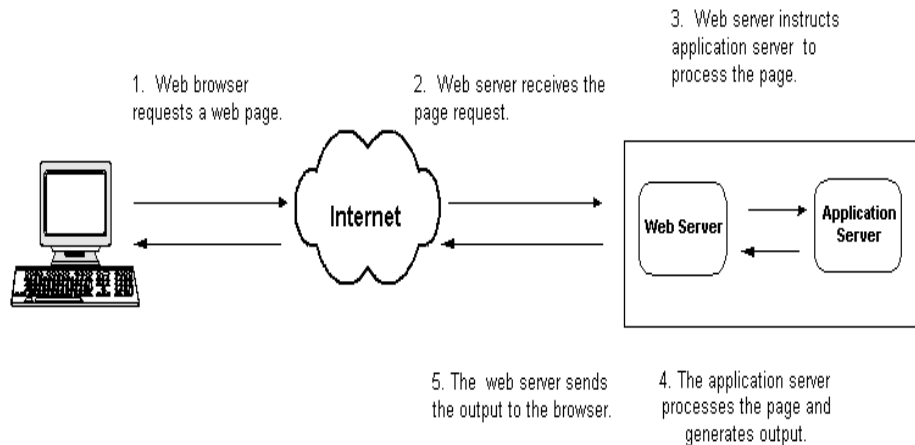 1. Web browser
requests a web page.
2. Web server receives the
page request.
3. Web server instructs
application server to
process the page.
Internet
Web Server
Application
Server
5. The web server sends
the output to the browser.
4. The application server
processes the page and
generates output.